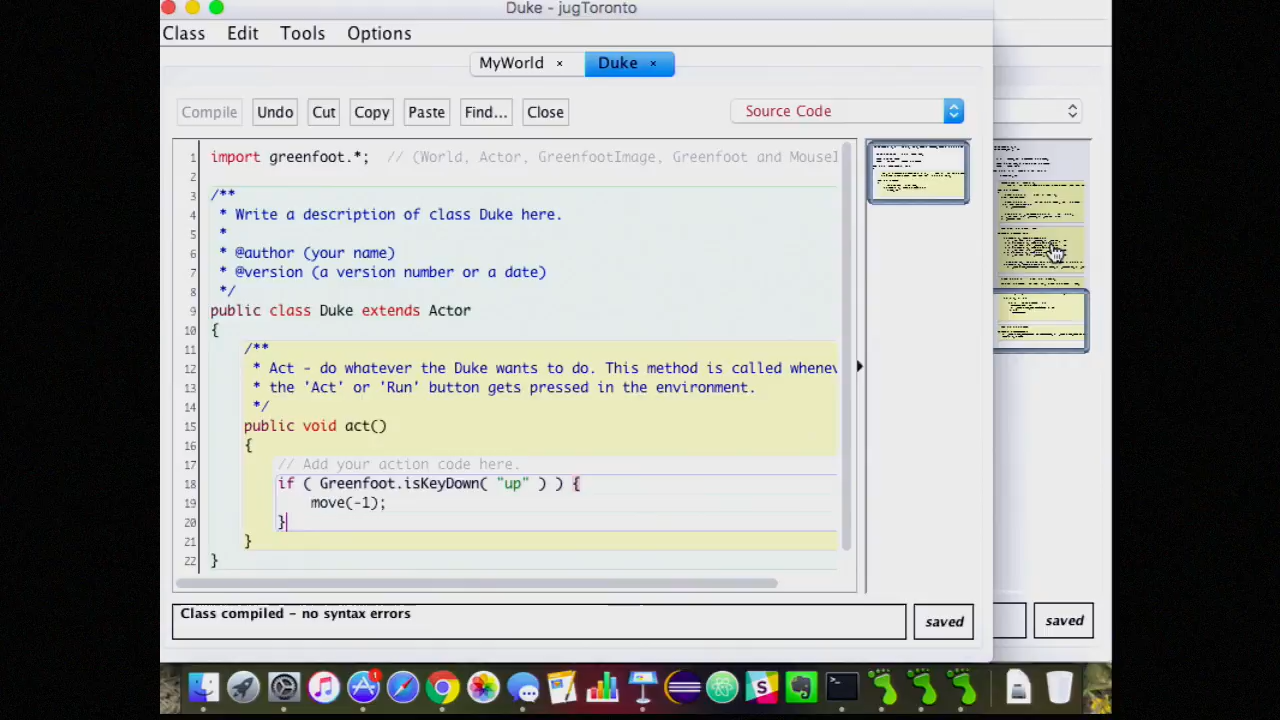 Duke - jugToronto
Class Edit Tools Options
MyWorld × Duke ×
Compile Undo Cut Copy Paste Find... Close Source Code
1 import greenfoot.*; // (World, Actor, GreenfootImage, Greenfoot and MouseI
2
3 /**
4 * Write a description of class Duke here.
5 *
6 * @author (your name)
7 * @version (a version number or a date)
8 */
9 public class Duke extends Actor
10 {
11 /**
12 * Act - do whatever the Duke wants to do. This method is called whenev
13 * the 'Act' or 'Run' button gets pressed in the environment.
14 */
15 public void act()
16 {
17 // Add your action code here.
18 if ( Greenfoot.isKeyDown( "up" ) ) {
19 move(-1);
20 }
21 }
22 }
Class compiled - no syntax errors
saved
saved
1